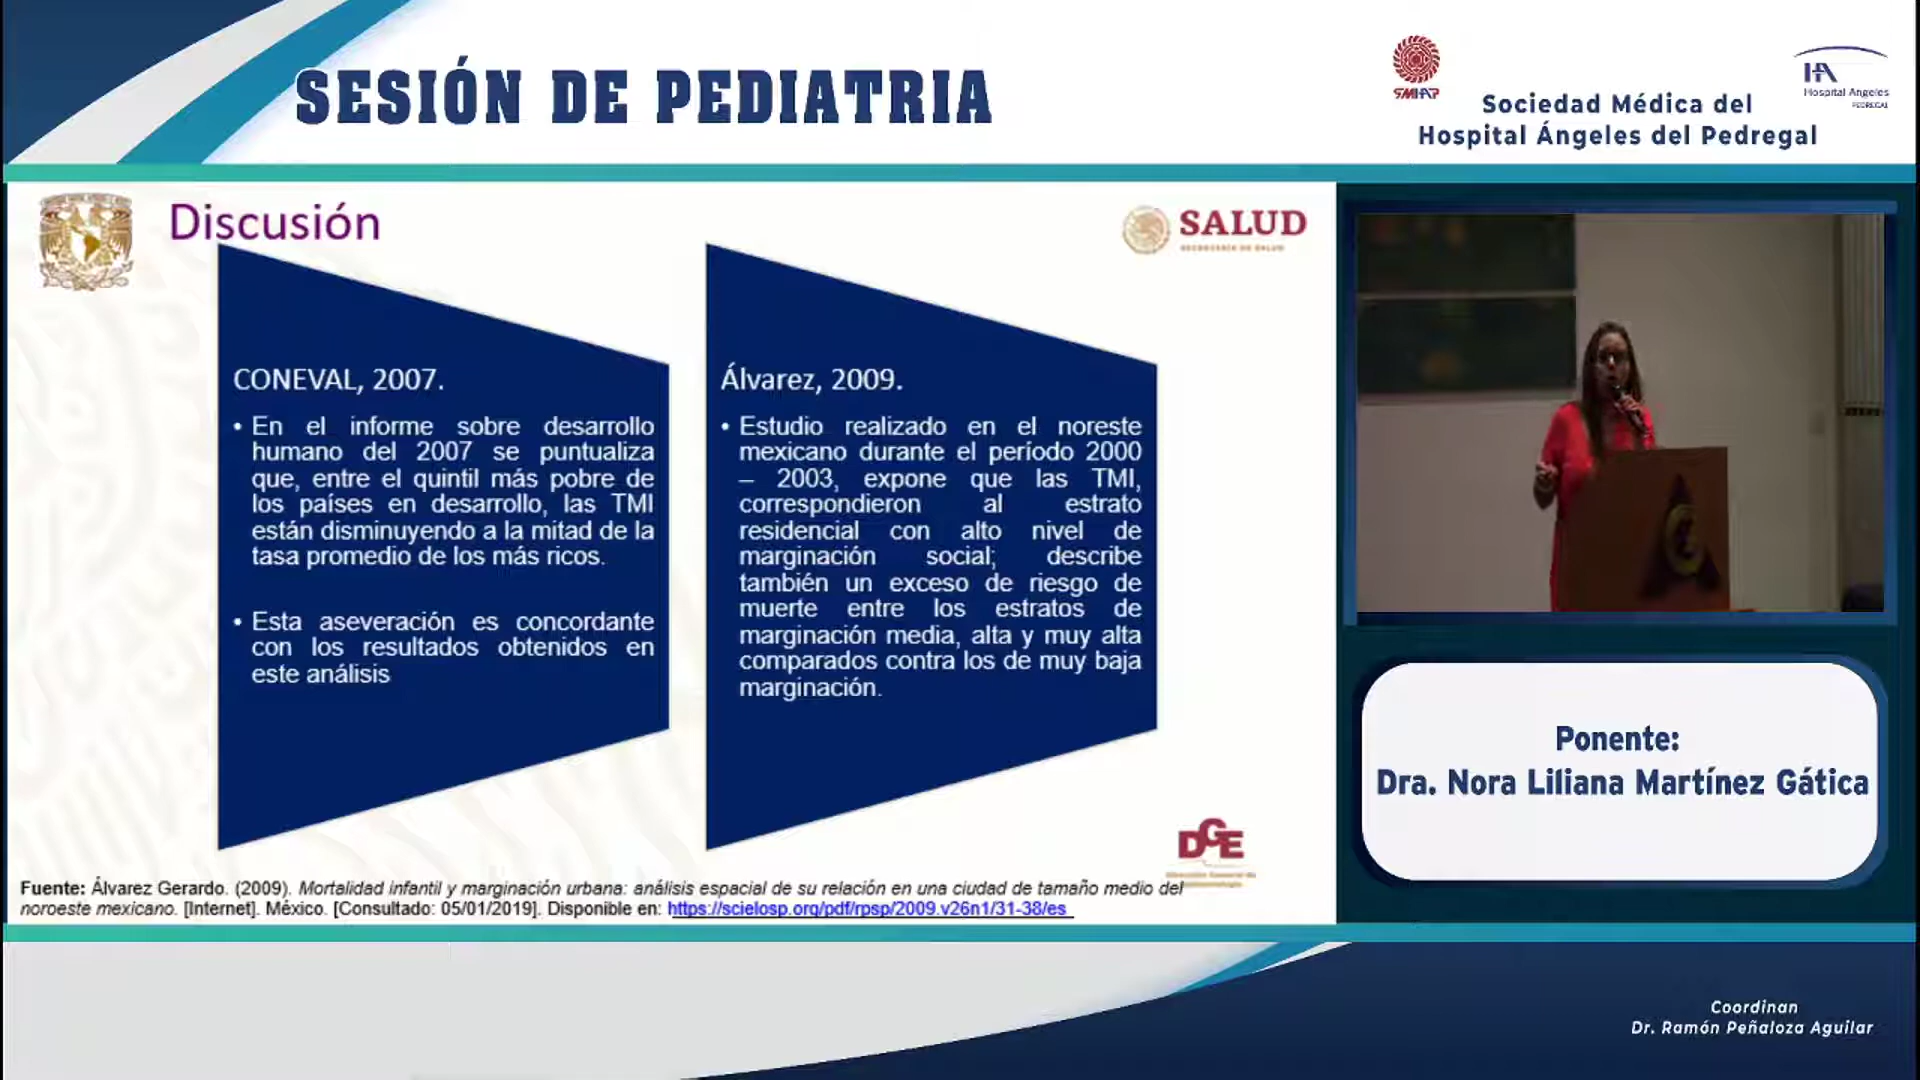 SESIÓN DE PEDIATRIA
SMHAP
Sociedad Médica del
Hospital Ángeles del Pedregal
HA
Hospital Angeles
PEDREGAL
Discusión
SALUD
SECRETARÍA DE SALUD
CONEVAL, 2007.
• En el informe sobre desarrollo
humano del 2007 se puntualiza
que, entre el quintil más pobre de
los países en desarrollo, las TMI
están disminuyendo a la mitad de la
tasa promedio de los más ricos.
• Esta aseveración es concordante
con los resultados obtenidos en
este análisis
Álvarez, 2009.
• Estudio realizado en el noreste
mexicano durante el período 2000
– 2003, expone que las TMI,
correspondieron al estrato
residencial con alto nivel de
marginación social; describe
también un exceso de riesgo de
muerte entre los estratos de
marginación media, alta y muy alta
comparados contra los de muy baja
marginación.
DGE
Fuente: Álvarez Gerardo. (2009). Mortalidad infantil y marginación urbana: análisis espacial de su relación en una ciudad de tamaño medio del
noroeste mexicano. [Internet]. México. [Consultado: 05/01/2019]. Disponible en: https://scielosp.org/pdf/rpsp/2009.v26n1/31-38/es
Ponente:
Dra. Nora Liliana Martínez Gática
Coordinan
Dr. Ramón Peñaloza Aguilar